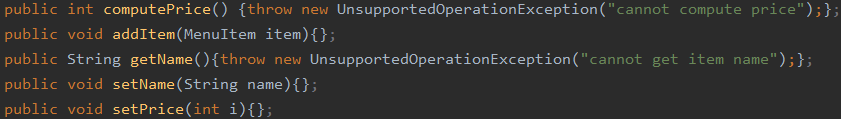 public int computePrice() {throw new UnsupportedOperationException("cannot compute price");};
public void addItem(MenuItem item){};
public String getName(){throw new UnsupportedOperationException("cannot get item name");};
public void setName(String name){};
public void setPrice(int i){};